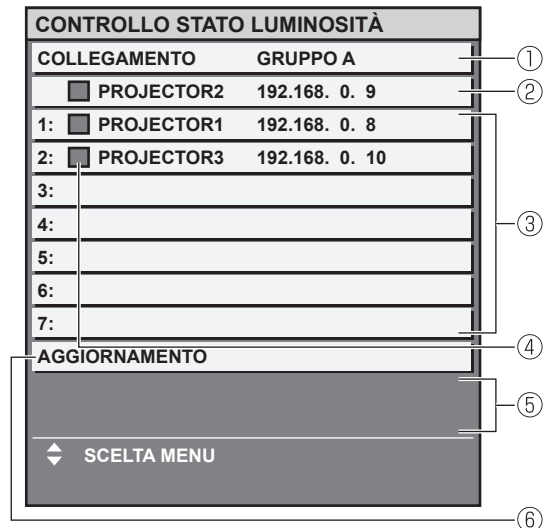 CONTROLLO STATO LUMINOSITÀ
COLLEGAMENTO GRUPPO A ①
PROJECTOR2 192.168. 0. 9 ②
1: PROJECTOR1 192.168. 0. 8
2: PROJECTOR3 192.168. 0. 10
3:
4: ③
5:
6:
7:
④
AGGIORNAMENTO
⑤
SCELTA MENU
⑥